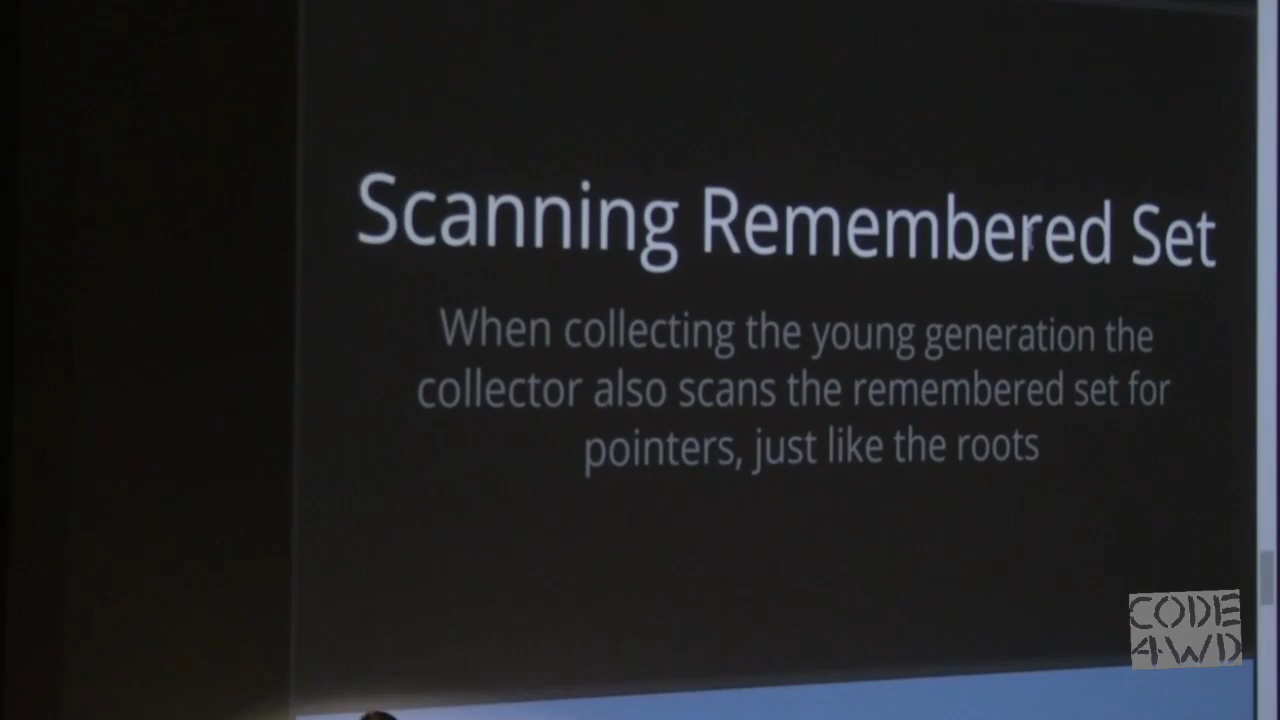 Scanning Remembered Set
When collecting the young generation the
collector also scans the remembered set for
pointers, just like the roots
CODE
4WD